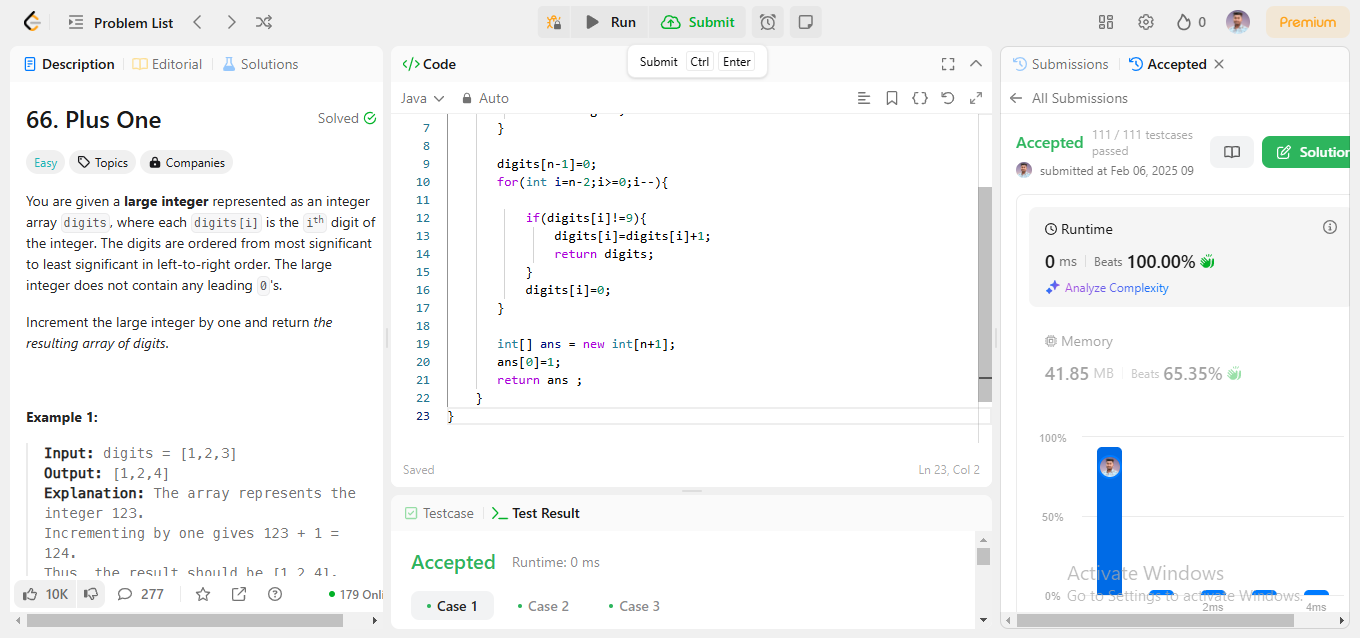 Problem List
Run
Submit
0
Premium
Submit Ctrl Enter
Description
Editorial
Solutions
66. Plus One
Solved
Easy
Topics
Companies
You are given a large integer represented as an integer
array digits, where each digits[i] is the ith digit of
the integer. The digits are ordered from most significant
to least significant in left-to-right order. The large
integer does not contain any leading 0's.
Increment the large integer by one and return the
resulting array of digits.
Example 1:
Input: digits = [1,2,3]
Output: [1,2,4]
Explanation: The array represents the
integer 123.
Incrementing by one gives 123 + 1 =
124.
Thus, the result should be [1,2,4].
10K
277
179 Onli
</> Code
Java
Auto
7 }
8
9 digits[n-1]=0;
10 for(int i=n-2;i>=0;i--){
11
12 if(digits[i]!=9){
13 digits[i]=digits[i]+1;
14 return digits;
15 }
16 digits[i]=0;
17 }
18
19 int[] ans = new int[n+1];
20 ans[0]=1;
21 return ans ;
22 }
23 }
Saved
Ln 23, Col 2
Testcase
Test Result
Accepted
Runtime: 0 ms
Case 1
Case 2
Case 3
Submissions
Accepted
All Submissions
Accepted
111 / 111 testcases
passed
submitted at Feb 06, 2025 09
Solution
Runtime
0 ms
Beats 100.00%
Analyze Complexity
Memory
41.85 MB
Beats 65.35%
100%
50%
0%
2ms
4ms
Activate Windows
Go to Settings to activate Windows.